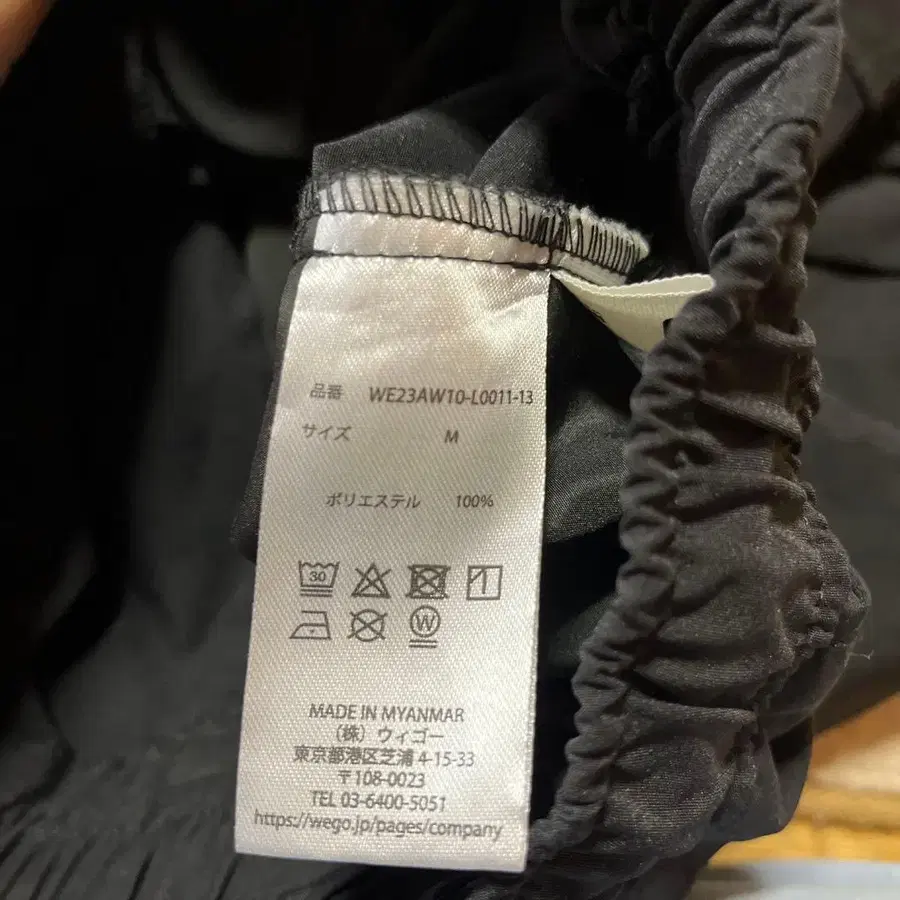 品番 WE23AW10-L0011-13
サイズ M
ポリエステル 100%
30
W
MADE IN MYANMAR
（株）ウィゴー
東京都港区芝浦 4-15-33
〒108-0023
TEL 03-6400-5051
https://wego.jp/pages/company